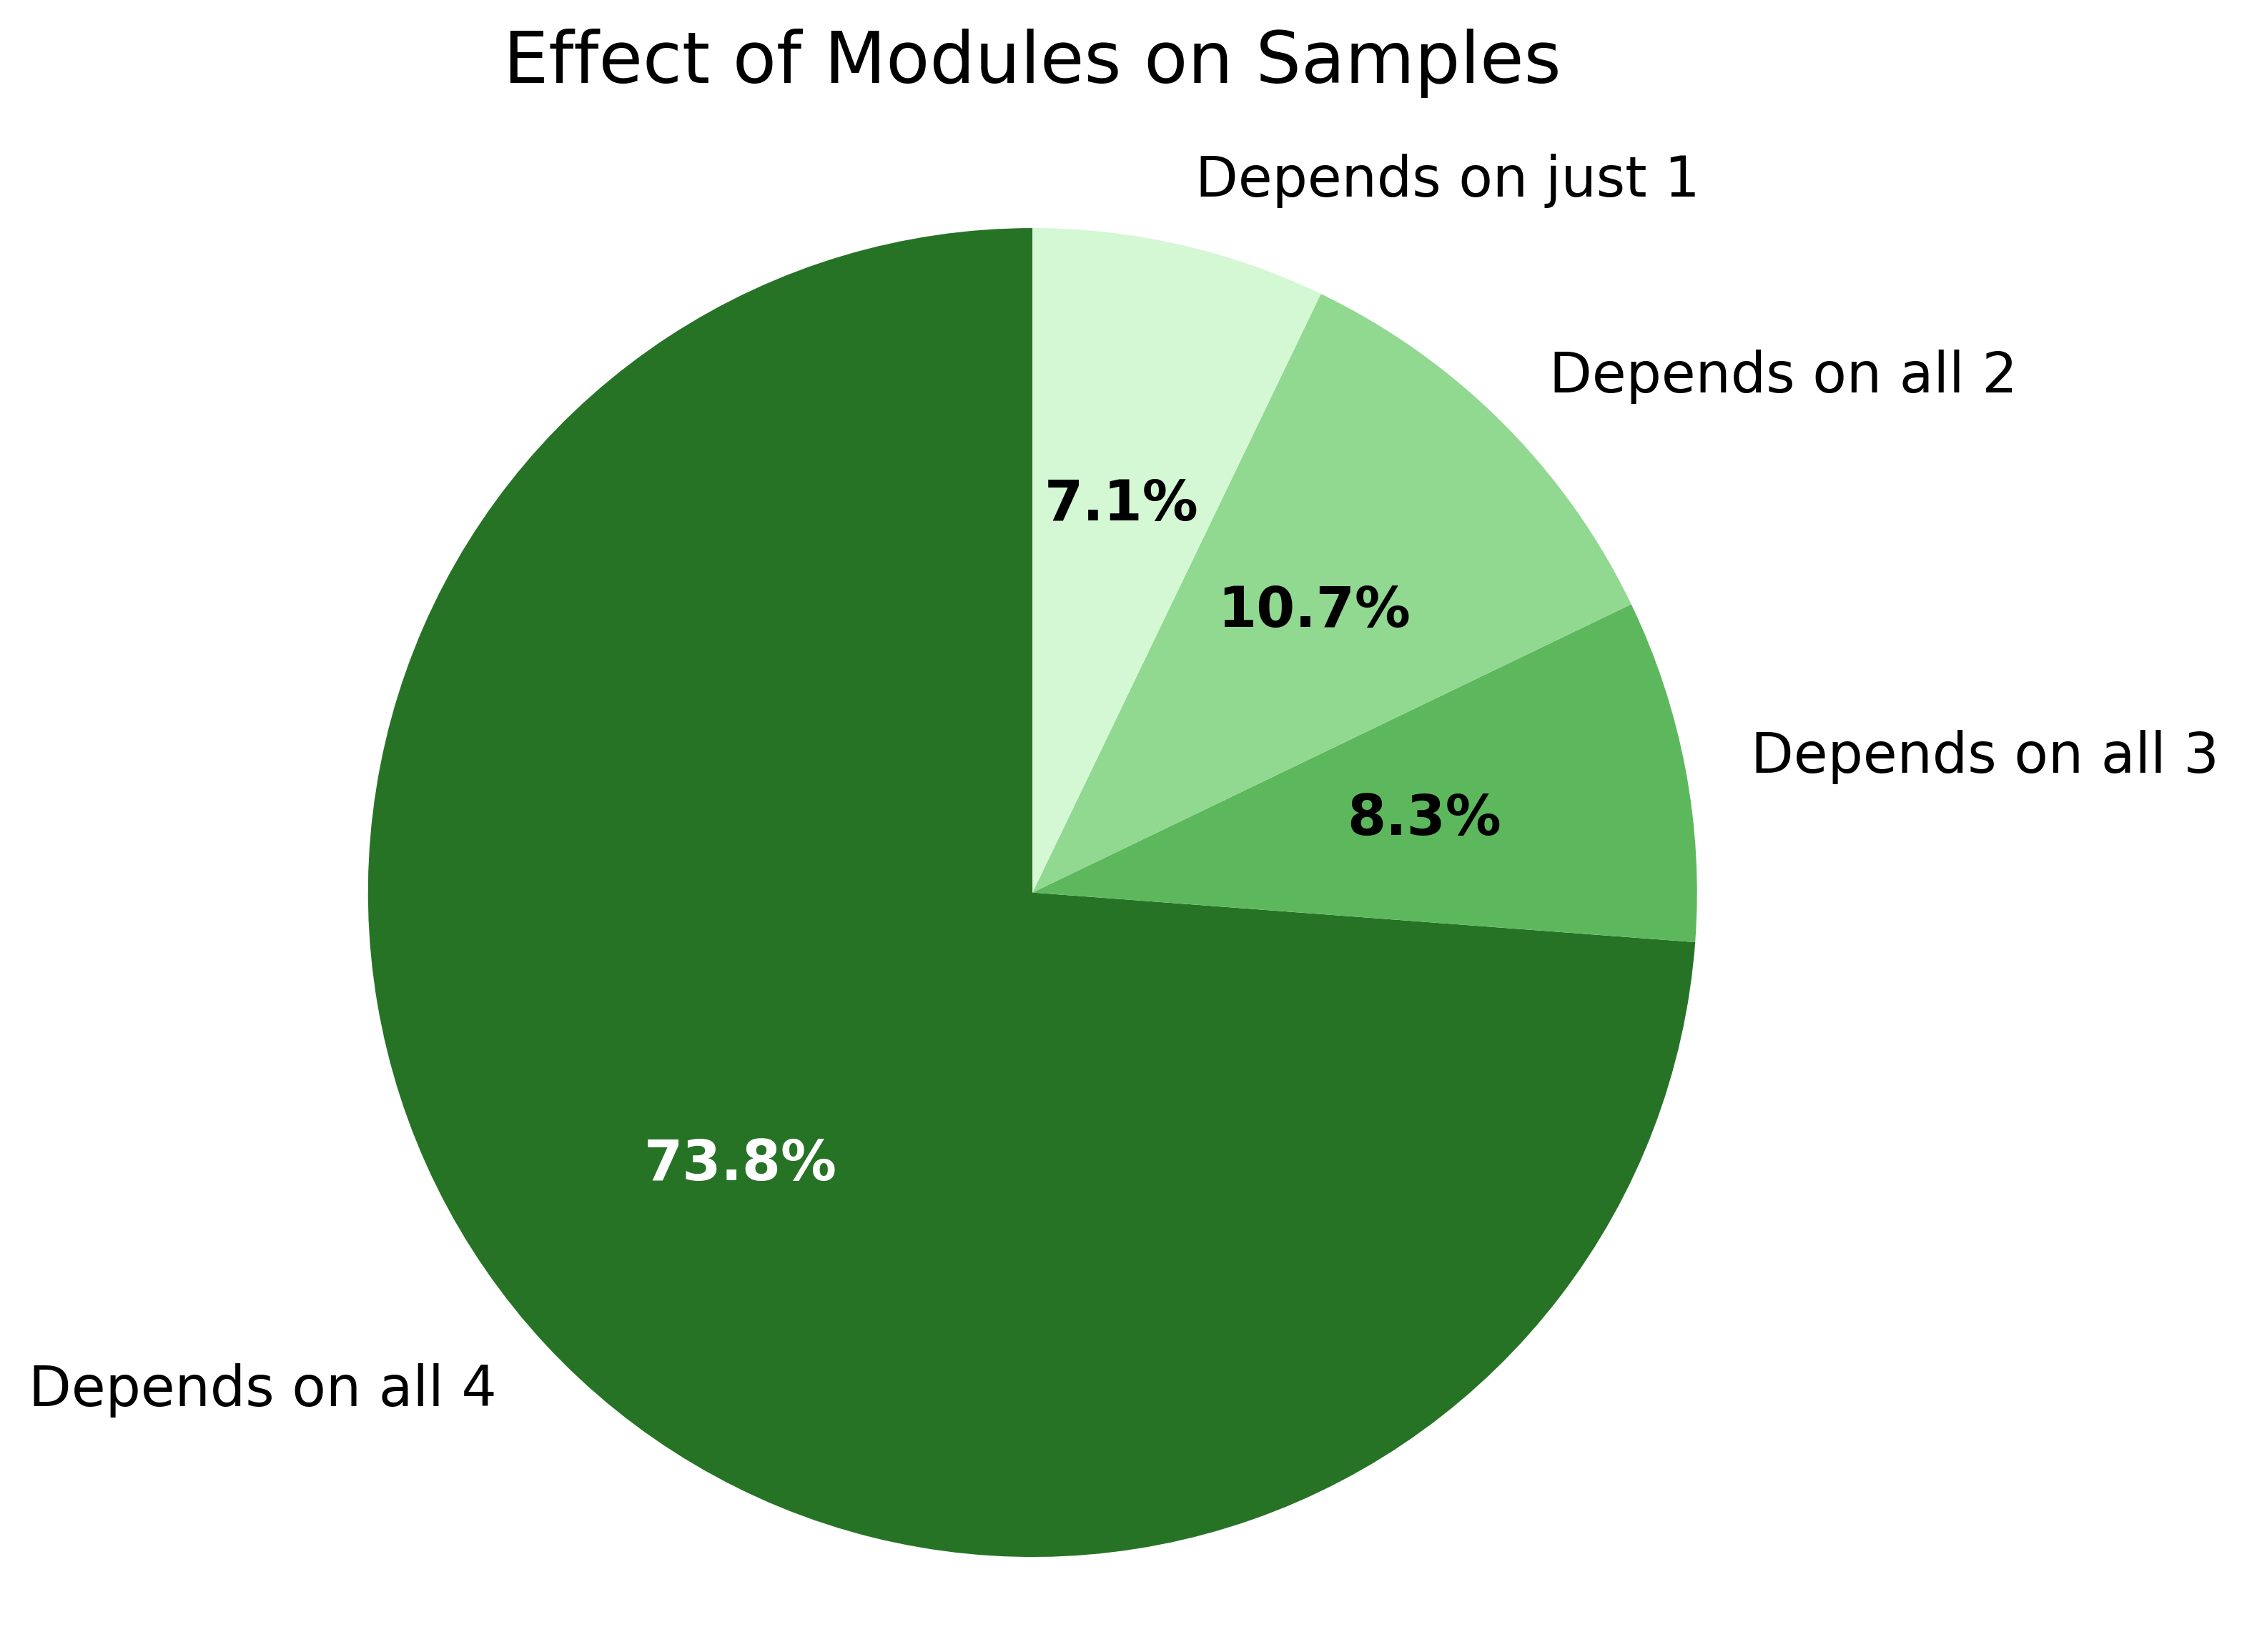 Effect of Modules on Samples
Depends on just 1
Depends on all 2
7.1%
10.7%
Depends on all 3
8.3%
73.8%
Depends on all 4